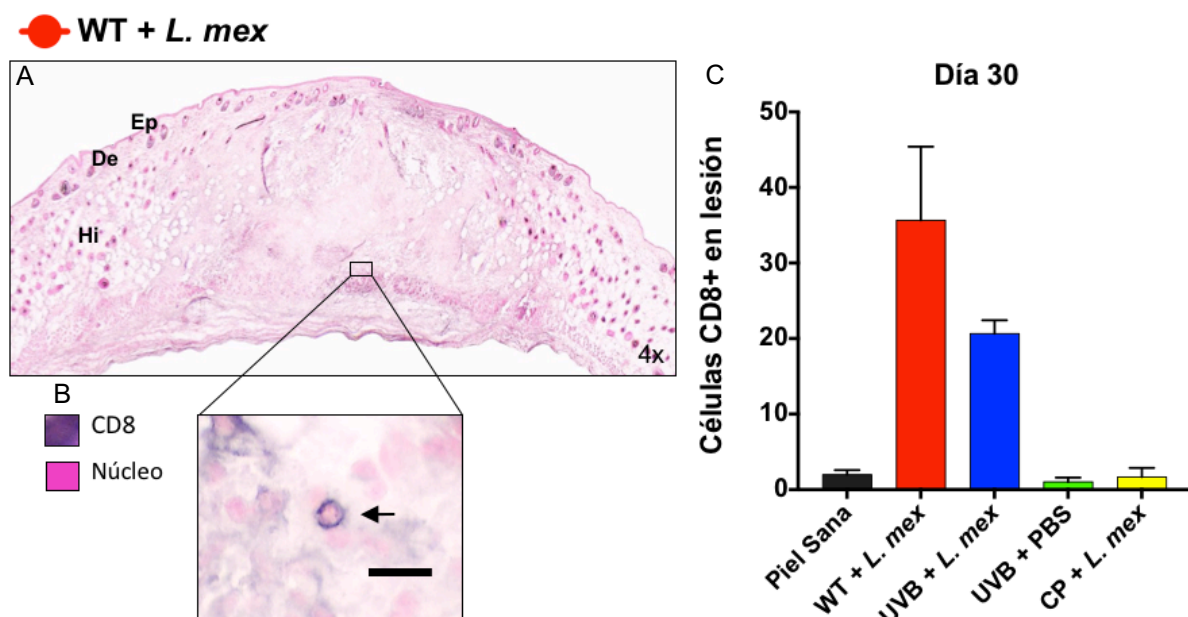 WT + L. mex
A
Ep
De
Hi
4x
B
CD8
Núcleo
C
Día 30
Células CD8+ en lesión
50
40
30
20
10
0
Piel Sana
WT + L. mex
UVB + L. mex
UVB + PBS
CP + L. mex